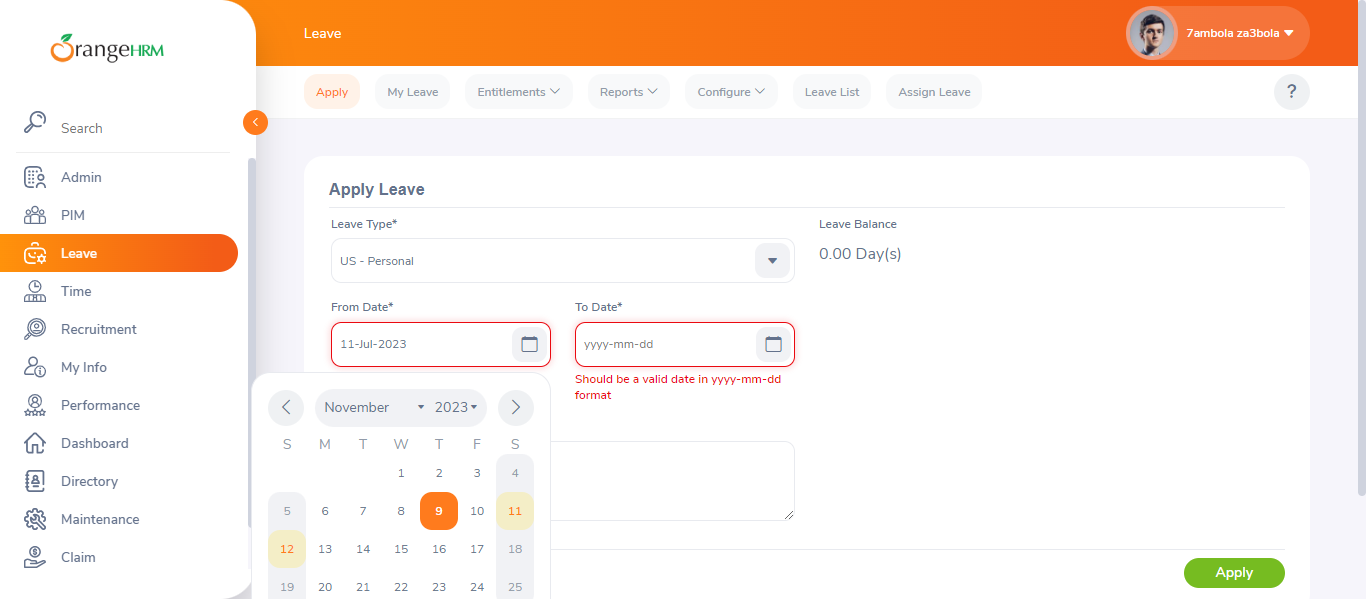 OrangeHRM
Search
Admin
PIM
Leave
Time
Recruitment
My Info
Performance
Dashboard
Directory
Maintenance
Claim
Leave
7ambola za3bola
Apply My Leave Entitlements Reports Configure Leave List Assign Leave ?
Apply Leave
Leave Type*
US - Personal
Leave Balance
0.00 Day(s)
From Date*
11-Jul-2023
To Date*
yyyy-mm-dd
Should be a valid date in yyyy-mm-dd
format
November 2023
S M T W T F S
1 2 3 4
5 6 7 8 9 10 11
12 13 14 15 16 17 18
19 20 21 22 23 24 25
Apply